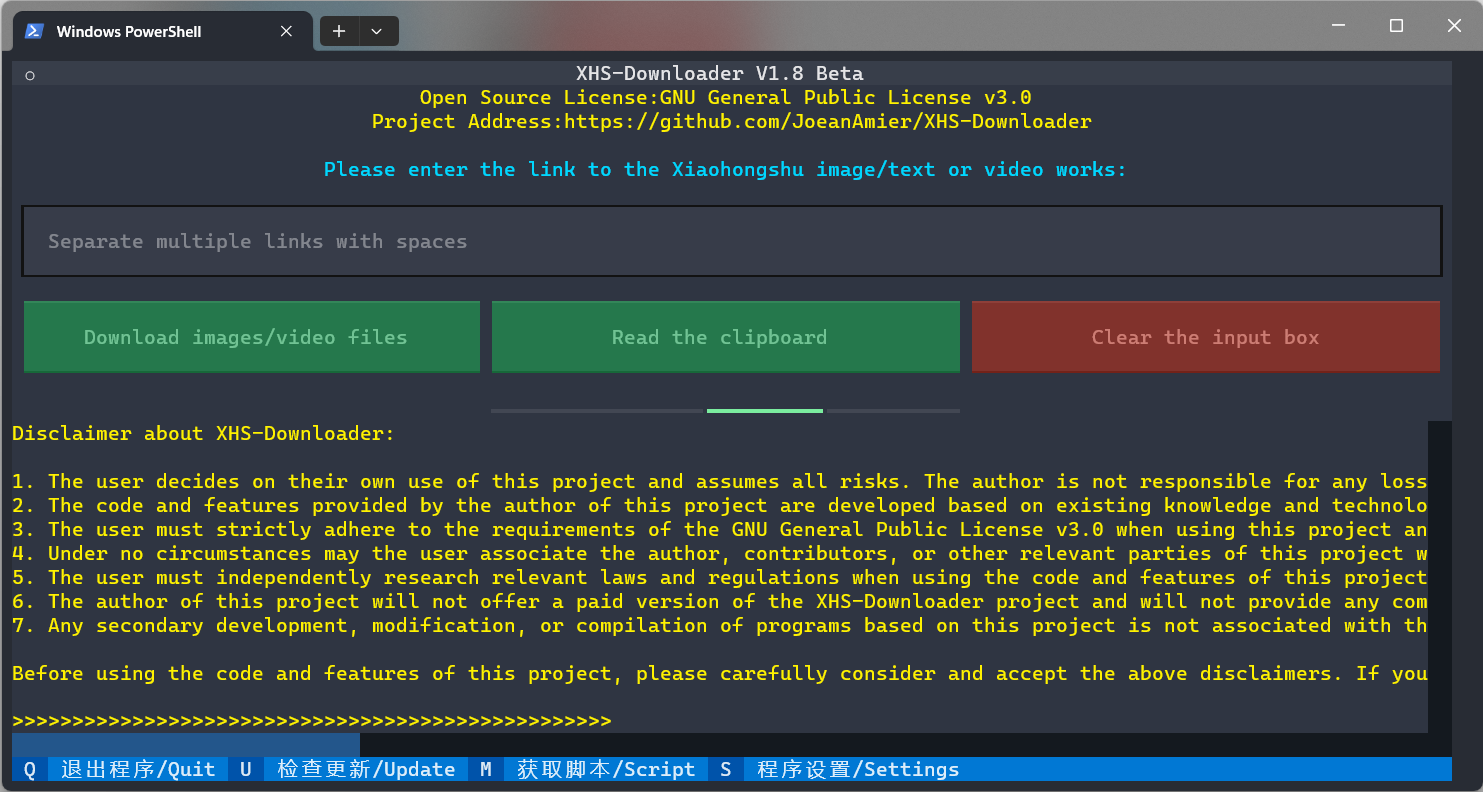 Windows PowerShell
XHS-Downloader V1.8 Beta
Open Source License:GNU General Public License v3.0
Project Address:https://github.com/JoeanAmier/XHS-Downloader
Please enter the link to the Xiaohongshu image/text or video works:
Separate multiple links with spaces
Download images/video files Read the clipboard Clear the input box
Disclaimer about XHS-Downloader:
1. The user decides on their own use of this project and assumes all risks. The author is not responsible for any loss
2. The code and features provided by the author of this project are developed based on existing knowledge and technolo
3. The user must strictly adhere to the requirements of the GNU General Public License v3.0 when using this project an
4. Under no circumstances may the user associate the author, contributors, or other relevant parties of this project w
5. The user must independently research relevant laws and regulations when using the code and features of this project
6. The author of this project will not offer a paid version of the XHS-Downloader project and will not provide any com
7. Any secondary development, modification, or compilation of programs based on this project is not associated with th
Before using the code and features of this project, please carefully consider and accept the above disclaimers. If you
>>>>>>>>>>>>>>>>>>>>>>>>>>>>>>>>>>>>>>>>>>>>>>>>>>
Q 退出程序/Quit U 检查更新/Update M 获取脚本/Script S 程序设置/Settings